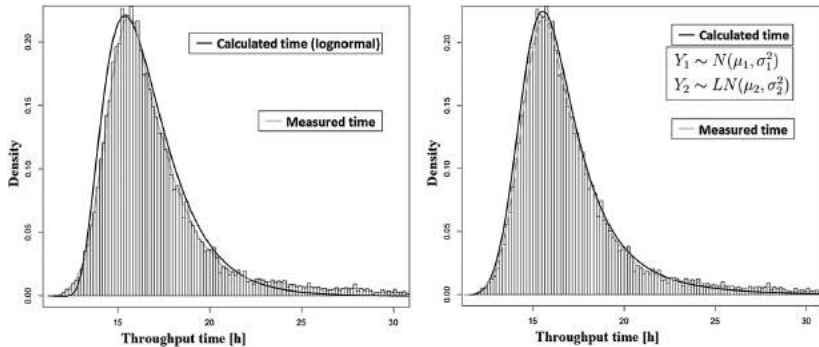 0.20
0.15
0.10
0.05
0.00
Density
Calculated time (lognormal)
Measured time
15
20
25
30
Throughput time [h]
0.20
0.15
0.10
0.05
0.00
Density
Calculated time
Y₁ ∼ N(μ₁, σ₁²)
Y₂ ∼ LN(μ₂, σ₂²)
Measured time
15
20
25
30
Throughput time [h]